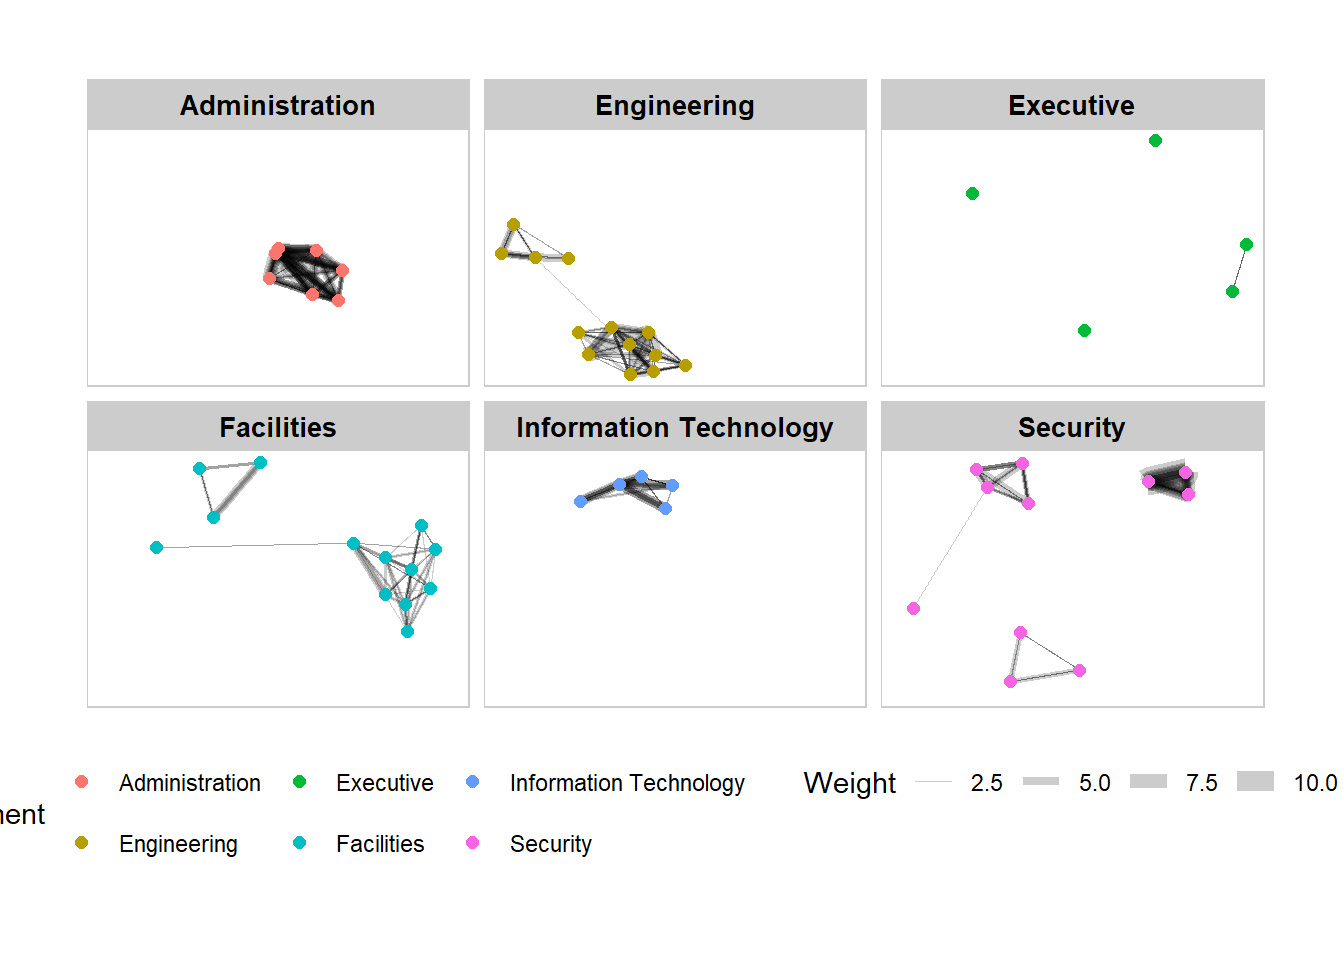 Administration
Engineering
Executive
Facilities
Information Technology
Security
Administration
Executive
Information Technology
Weight
2.5
5.0
7.5
10.0
Engineering
Facilities
Security